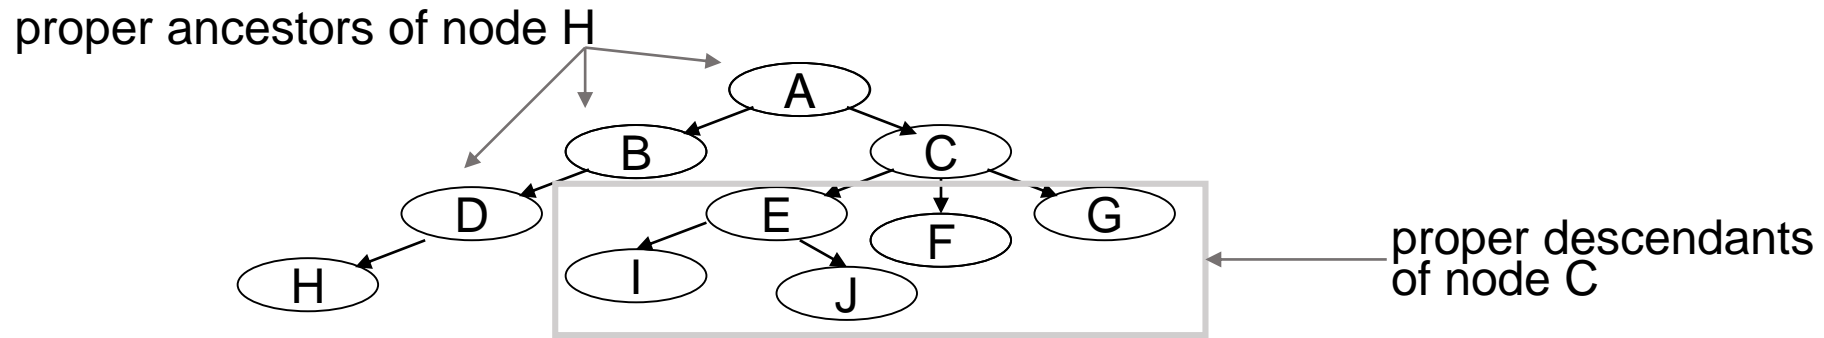 proper ancestors of node H
A
B
C
D
E
F
G
H
I
J
proper descendants
of node C